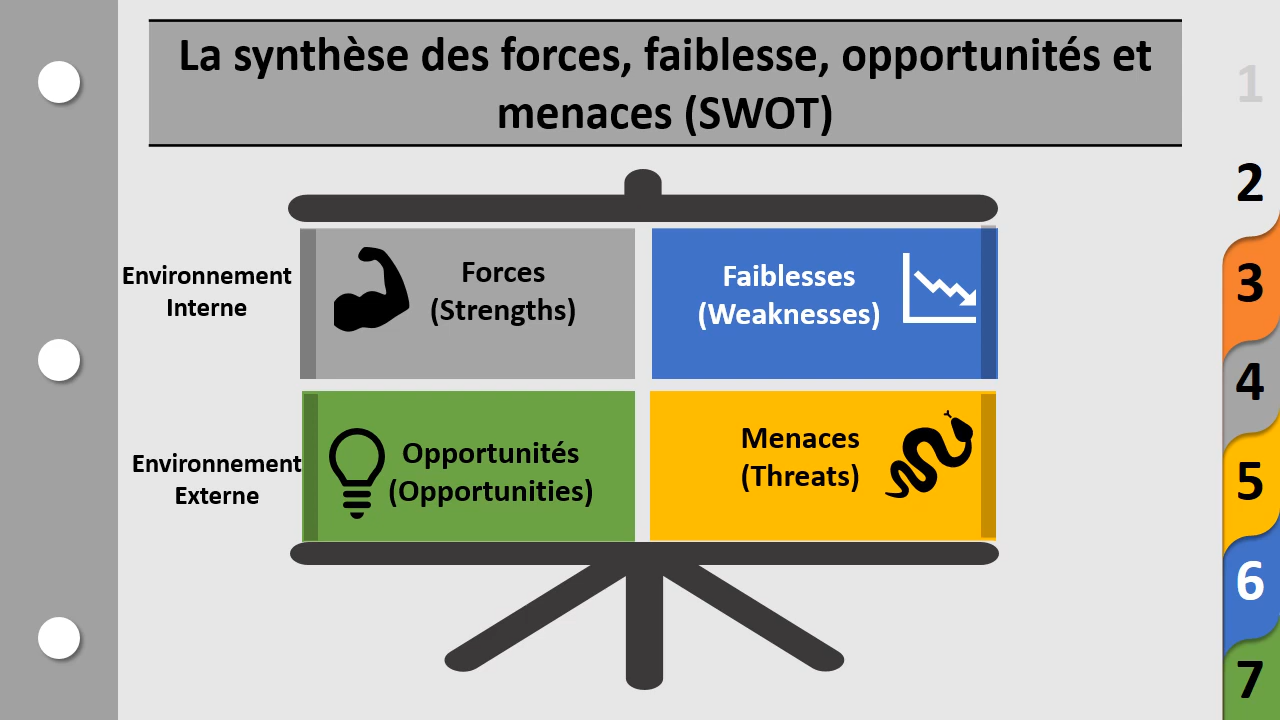 La synthèse des forces, faiblesse, opportunités et
menaces (SWOT)
Environnement
Interne
Forces
(Strengths)
Faiblesses
(Weaknesses)
Environnement
Externe
Opportunités
(Opportunities)
Menaces
(Threats)
1
2
3
4
5
6
7